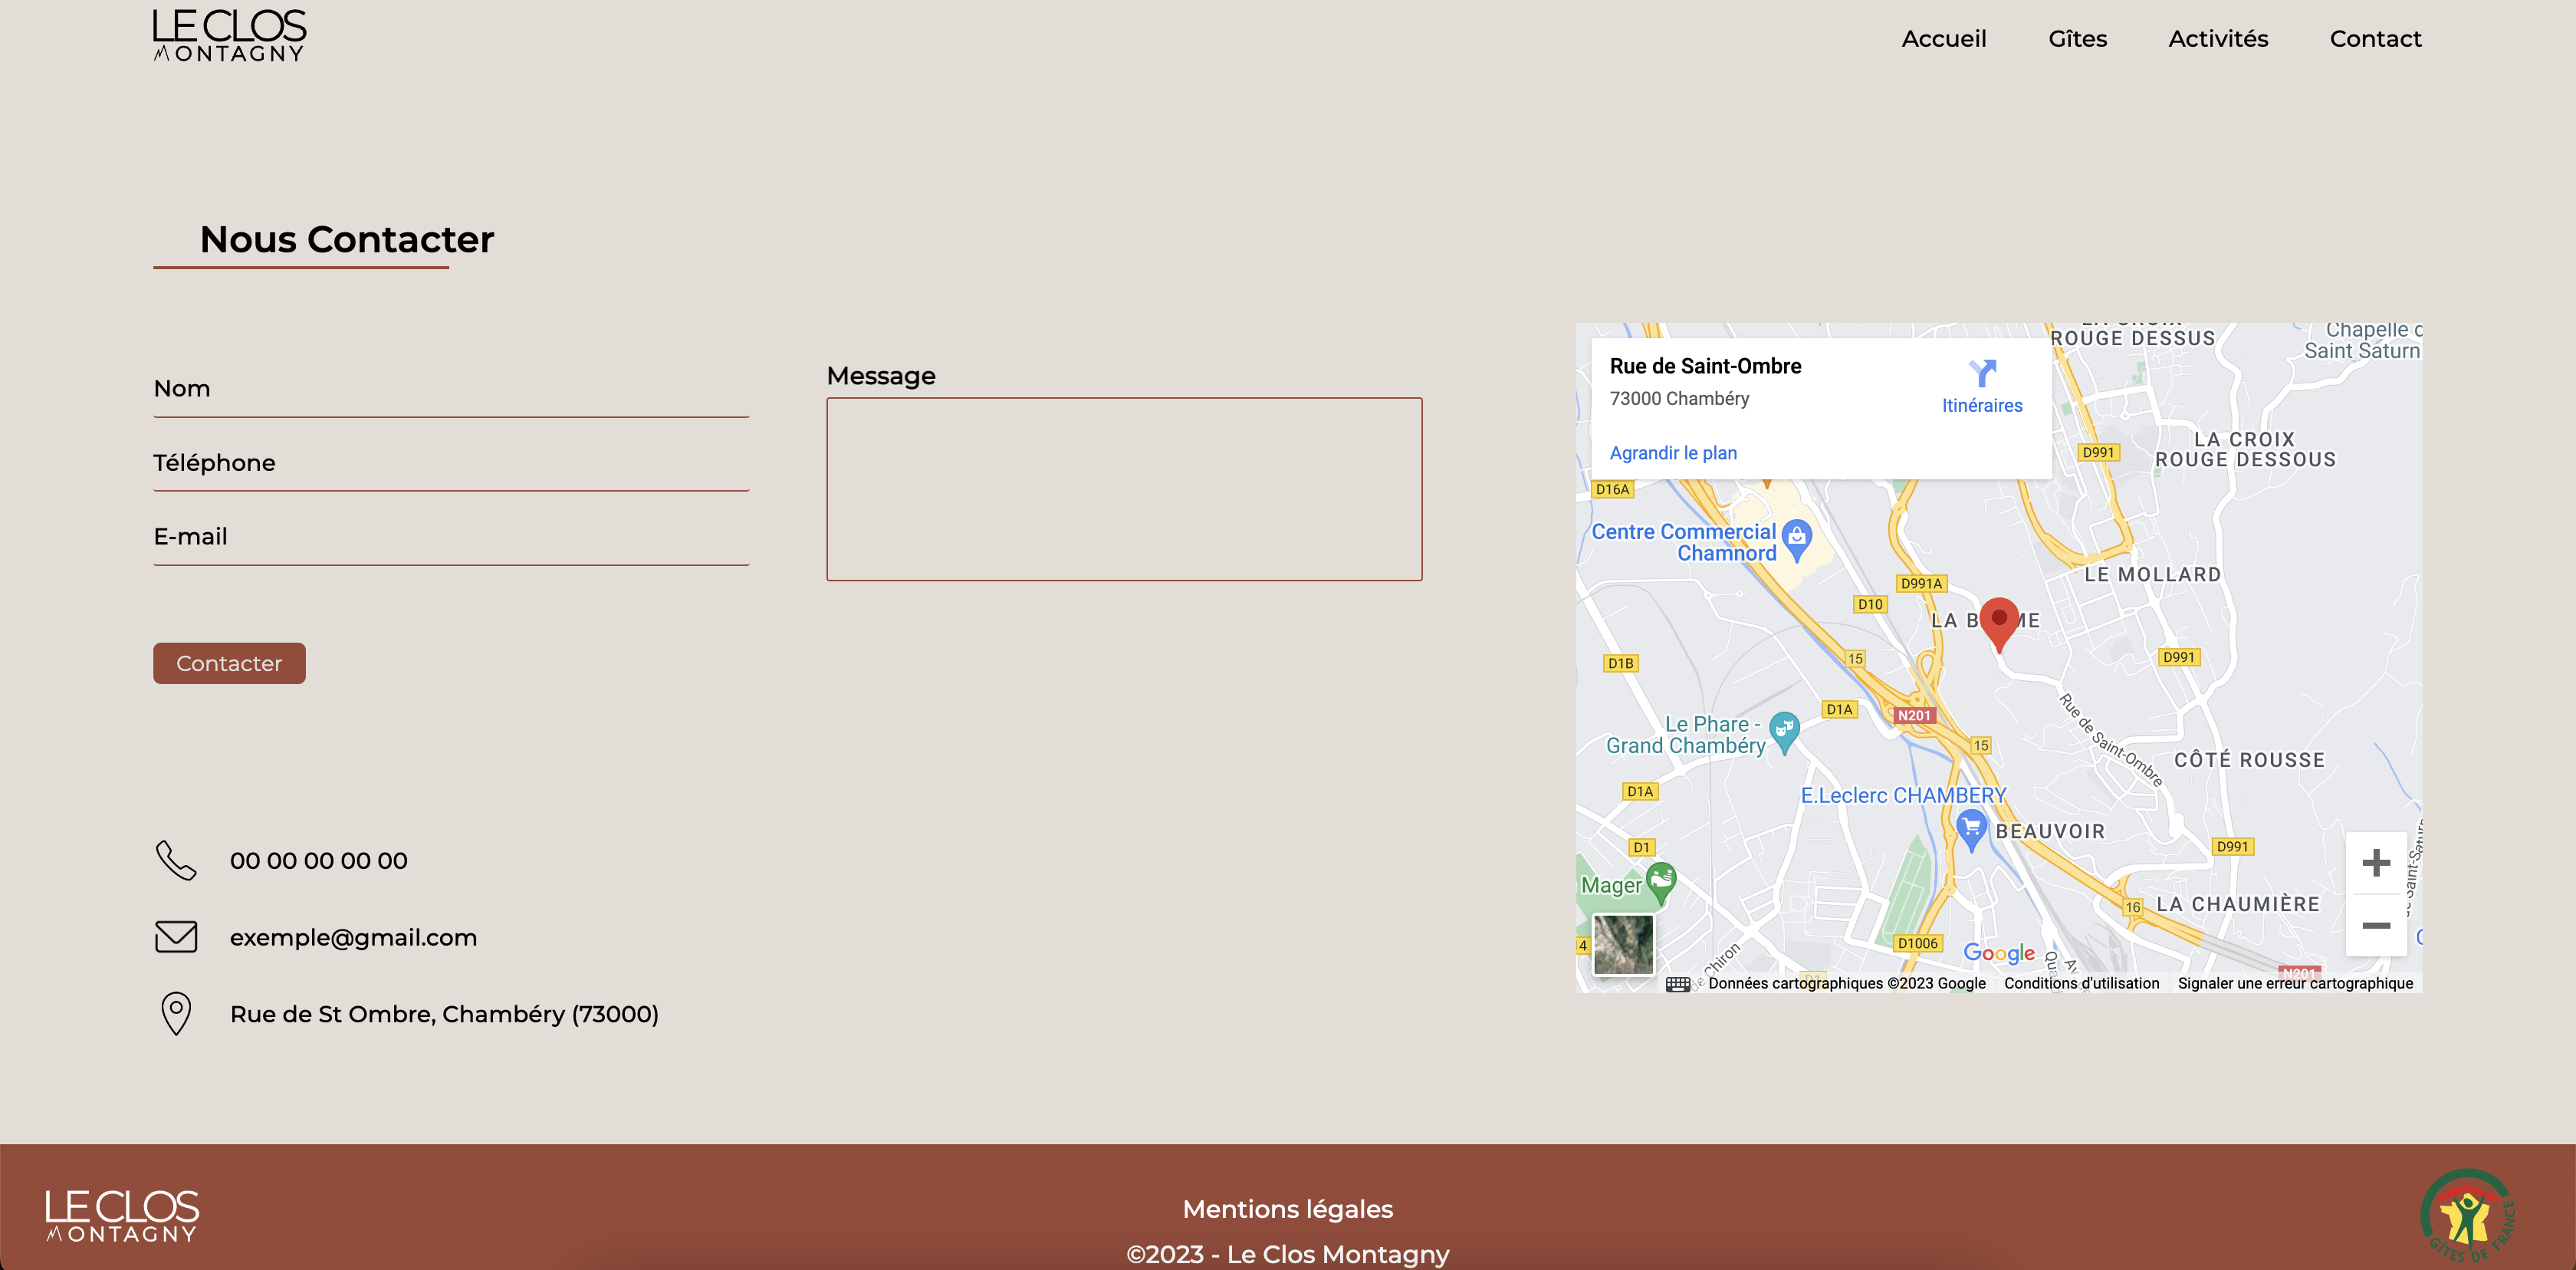 LE CLOS
MONTAGNY
Accueil
Gîtes
Activités
Contact
Nous Contacter
Nom
Téléphone
E-mail
Message
Contacter
00 00 00 00 00
exemple@gmail.com
Rue de St Ombre, Chambéry (73000)
LA CROIX
ROUGE DESSUS
Saint Saturn
Rue de Saint-Ombre
73000 Chambéry
Itinéraires
Agrandir le plan
D991
LA CROIX
ROUGE DESSOUS
D16A
Centre Commercial
Chamnord
D991A
D10
LE MOLLARD
D1B
15
D991
D1A
N201
Le Phare -
Grand Chambéry
15
Rue de Saint-Ombre
CÔTÉ ROUSSE
D1A
E.Leclerc CHAMBERY
BEAUVOIR
D1
D991
Mager
16
LA CHAUMIÈRE
4
D1006
Google
N201
D1
Données cartographiques ©2023 Google
Conditions d'utilisation
Signaler une erreur cartographique
LE CLOS
MONTAGNY
Mentions légales
©2023 - Le Clos Montagny
GÎTES DE FRANCE